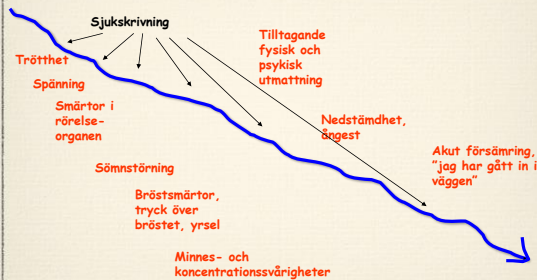 Sjukskrivning
Tilltagande
fysisk och
psykisk
utmattning
Trötthet
Spänning
Smärtor i
rörelse-
organen
Nedstämdhet,
ångest
Akut försämring,
”jag har gått in i
väggen”
Sömnstörning
Bröstsmärtor,
tryck över
bröstet, yrsel
Minnes- och
koncentrationssvårigheter